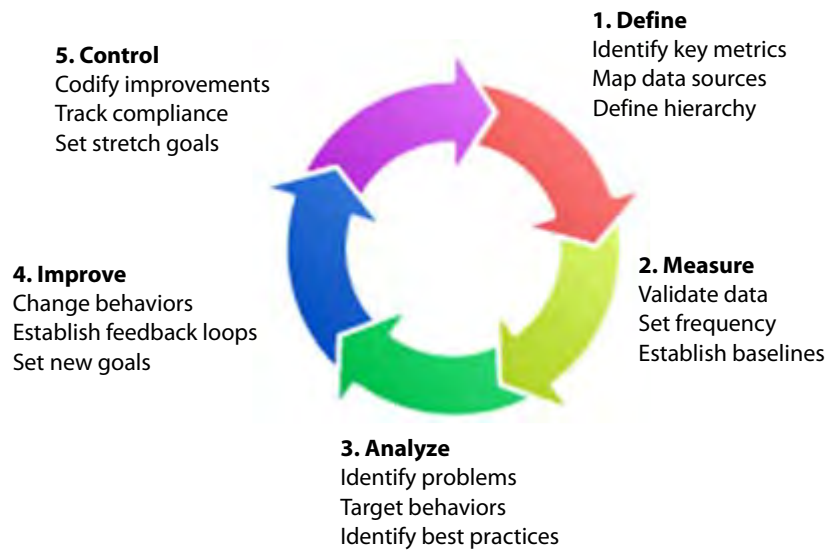 1. Define
Identify key metrics
Map data sources
Define hierarchy
2. Measure
Validate data
Set frequency
Establish baselines
3. Analyze
Identify problems
Target behaviors
Identify best practices
4. Improve
Change behaviors
Establish feedback loops
Set new goals
5. Control
Codify improvements
Track compliance
Set stretch goals